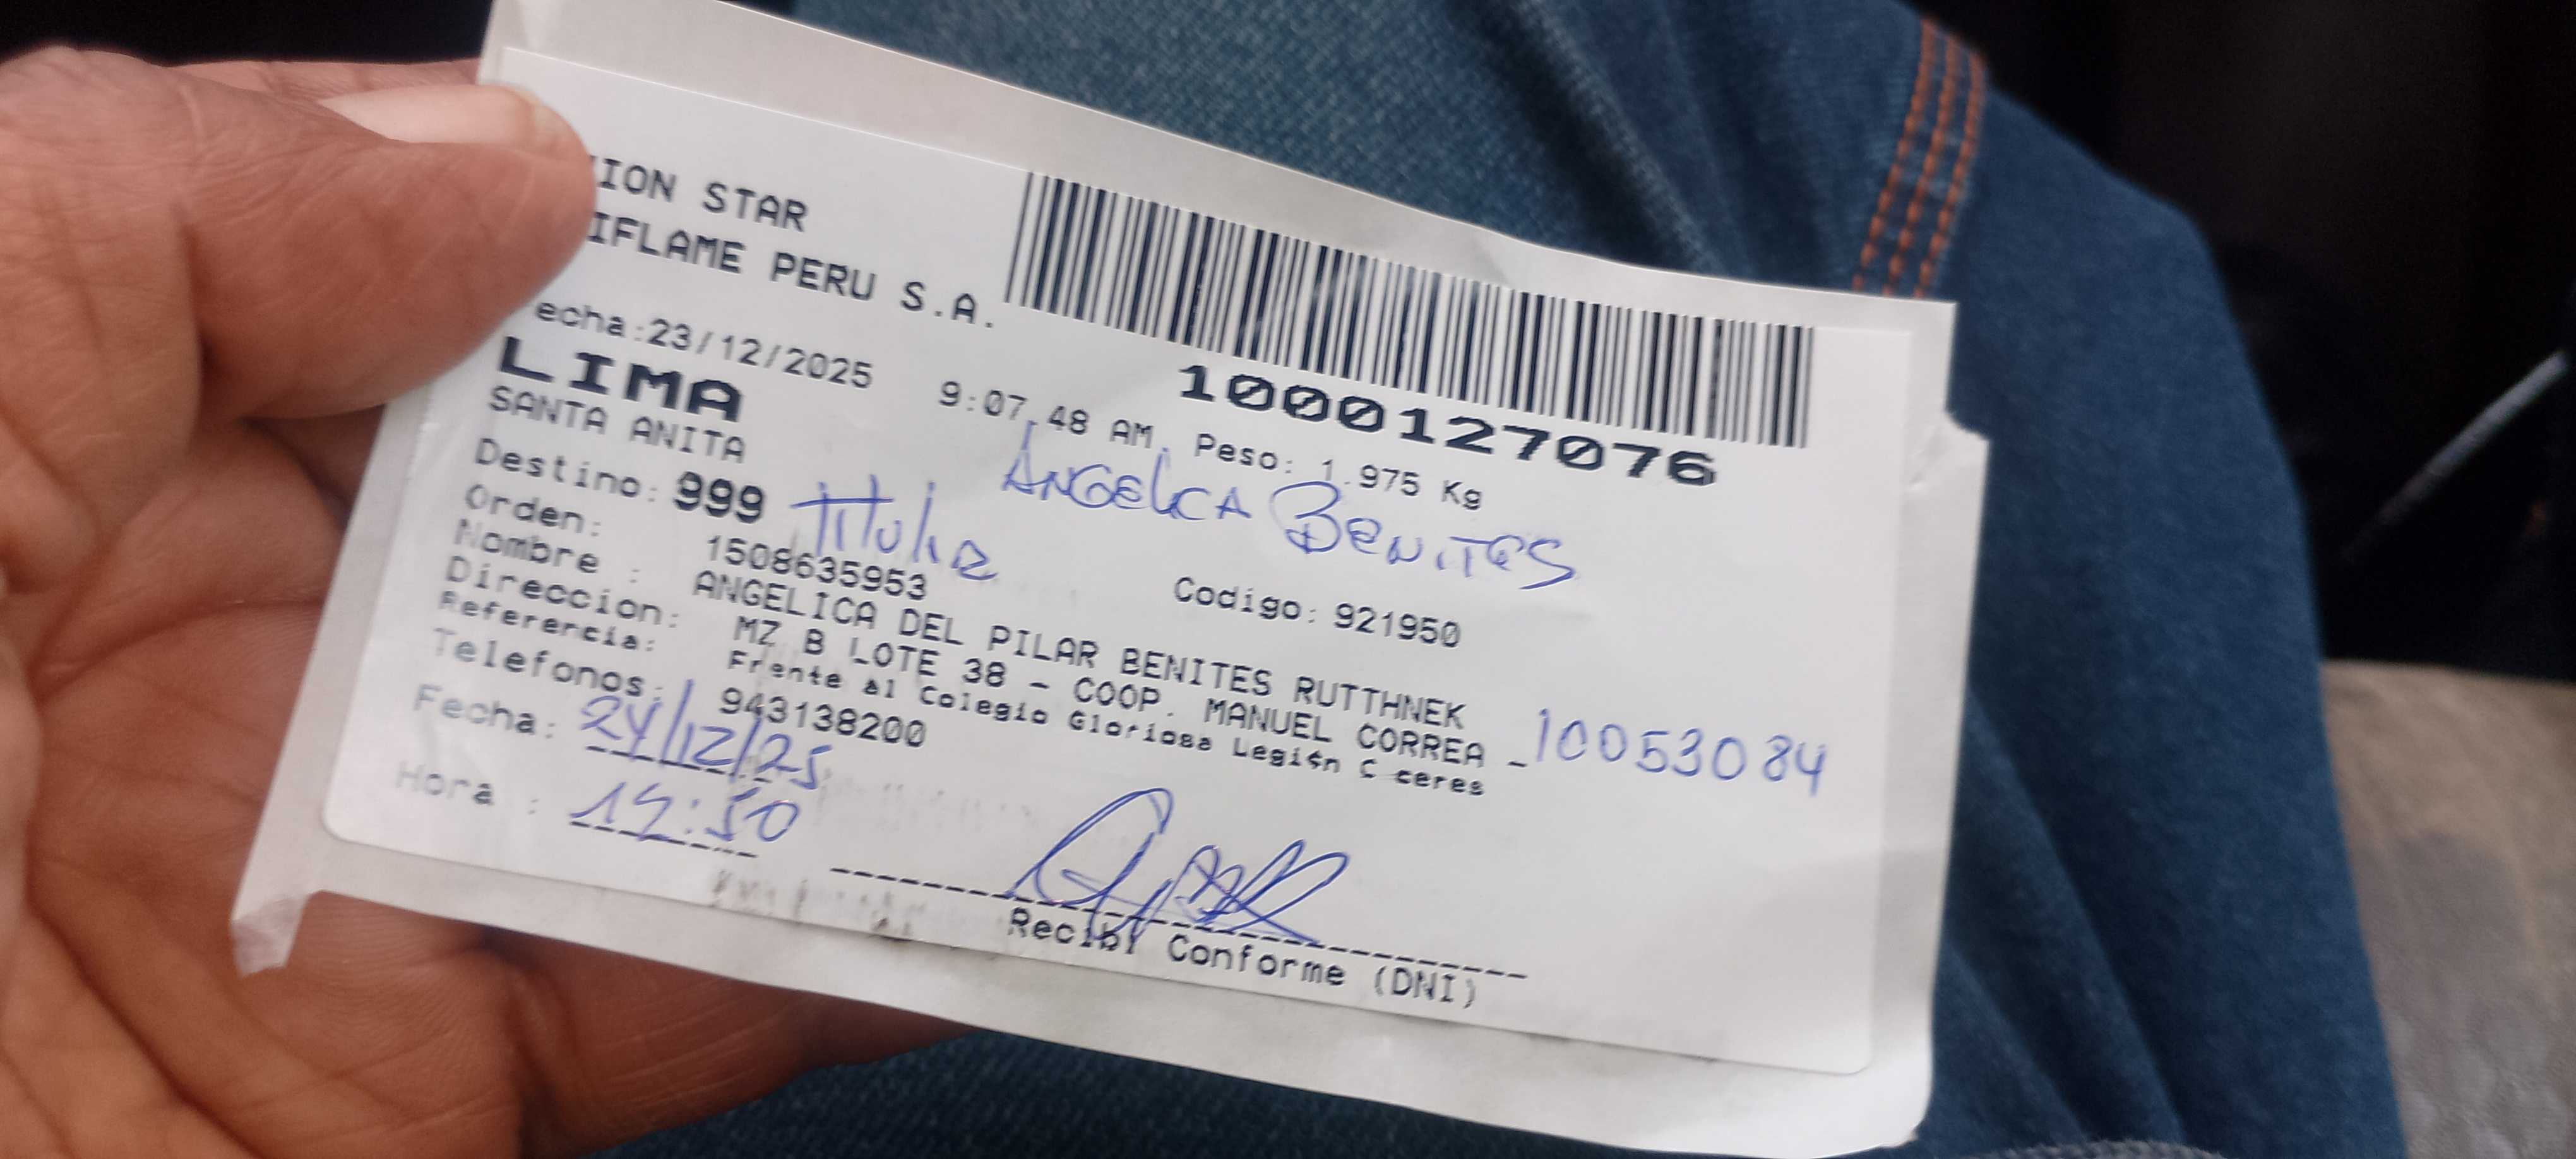 ION STAR
IFLAME PERU S.A.
echa:23/12/2025 9:07.48 AM. Peso: 1.975 Kg
1000127076
LIMA
SANTA ANITA
Destino: 999 titular ANGELICA BENITES
Orden: 1508635953 Codigo: 921950
Nombre : ANGELICA DEL PILAR BENITES RUTTHNEK
Direccion: MZ B LOTE 38 - COOP. MANUEL CORREA - 10053084
Referencia: Frente al Colegio Gloriosa Legión C ceres
Telefonos: 943138200
Fecha: 24/12/25
Hora : 14:50
Recibi Conforme (DNI)